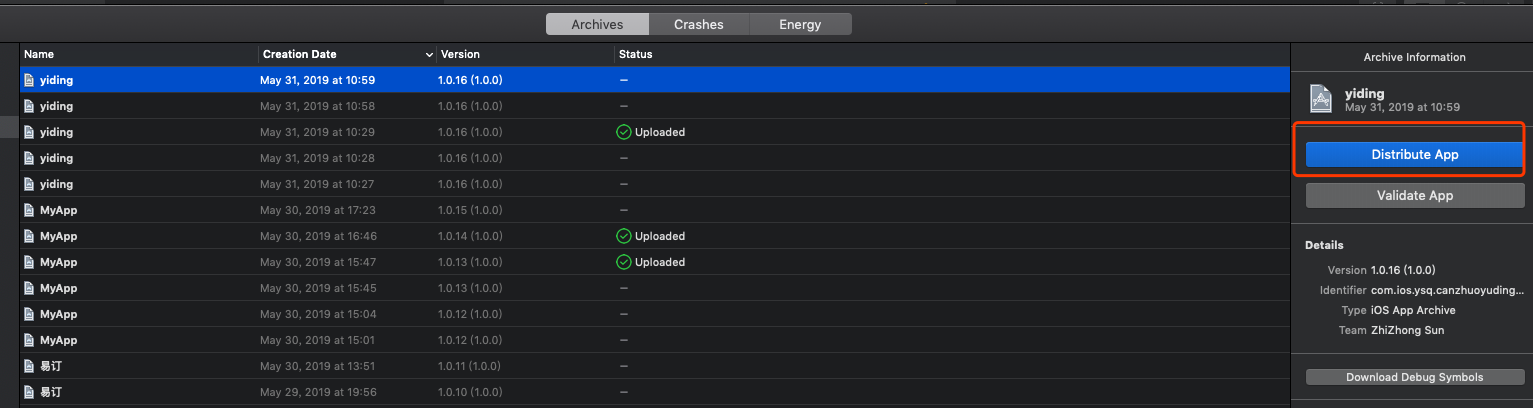 Archives Crashes Energy
Name Creation Date Version Status
yiding May 31, 2019 at 10:59 1.0.16 (1.0.0) –
yiding May 31, 2019 at 10:58 1.0.16 (1.0.0) –
yiding May 31, 2019 at 10:29 1.0.16 (1.0.0) Uploaded
yiding May 31, 2019 at 10:28 1.0.16 (1.0.0) –
yiding May 31, 2019 at 10:27 1.0.16 (1.0.0) –
MyApp May 30, 2019 at 17:23 1.0.15 (1.0.0) –
MyApp May 30, 2019 at 16:46 1.0.14 (1.0.0) Uploaded
MyApp May 30, 2019 at 15:47 1.0.13 (1.0.0) Uploaded
MyApp May 30, 2019 at 15:45 1.0.13 (1.0.0) –
MyApp May 30, 2019 at 15:04 1.0.12 (1.0.0) –
MyApp May 30, 2019 at 15:01 1.0.12 (1.0.0) –
易订 May 30, 2019 at 13:51 1.0.11 (1.0.0) –
易订 May 29, 2019 at 19:56 1.0.10 (1.0.0) –
Archive Information
yiding
May 31, 2019 at 10:59
Distribute App
Validate App
Details
Version 1.0.16 (1.0.0)
Identifier com.ios.ysq.canzhuoyuding...
Type iOS App Archive
Team ZhiZhong Sun
Download Debug Symbols